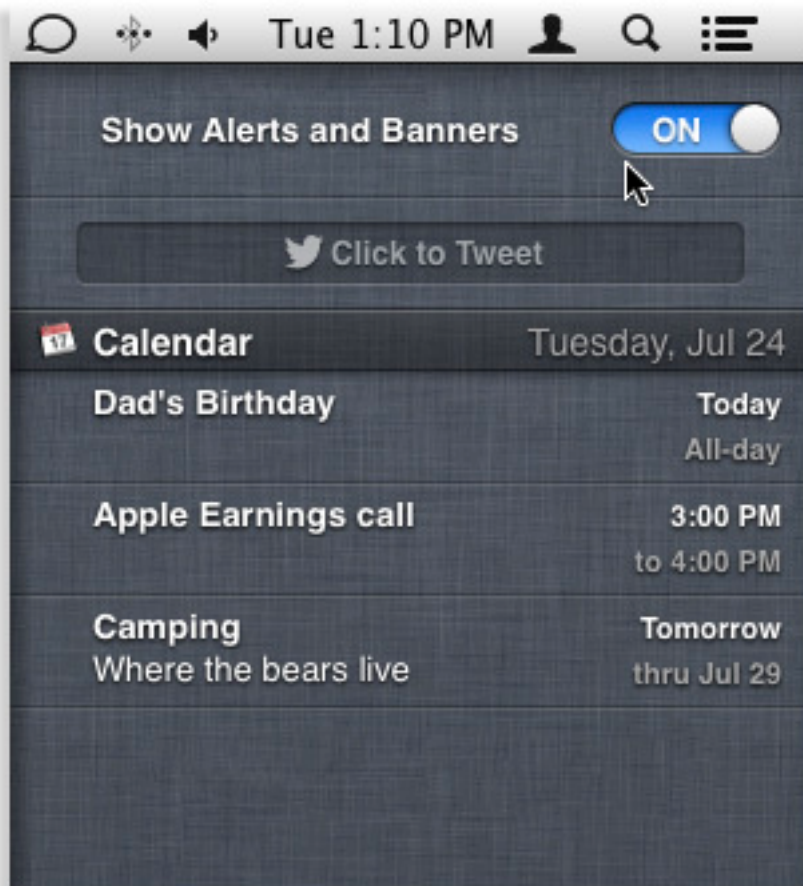 Tue 1:10 PM
Show Alerts and Banners ON
Click to Tweet
17
Calendar Tuesday, Jul 24
Dad's Birthday Today
All-day
Apple Earnings call 3:00 PM
to 4:00 PM
Camping Tomorrow
Where the bears live thru Jul 29